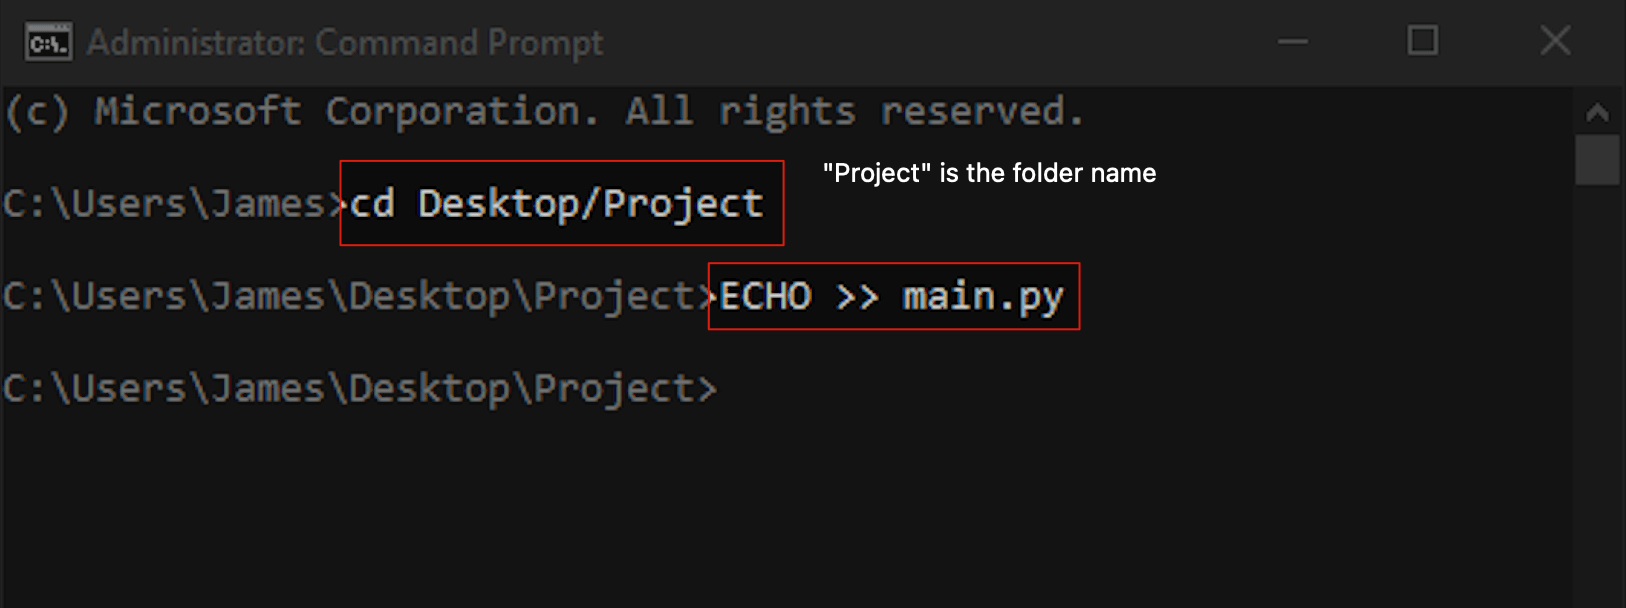 C:\. Administrator: Command Prompt
(c) Microsoft Corporation. All rights reserved.
"Project" is the folder name
C:\Users\James>cd Desktop/Project
C:\Users\James\Desktop\Project>ECHO >> main.py
C:\Users\James\Desktop\Project>